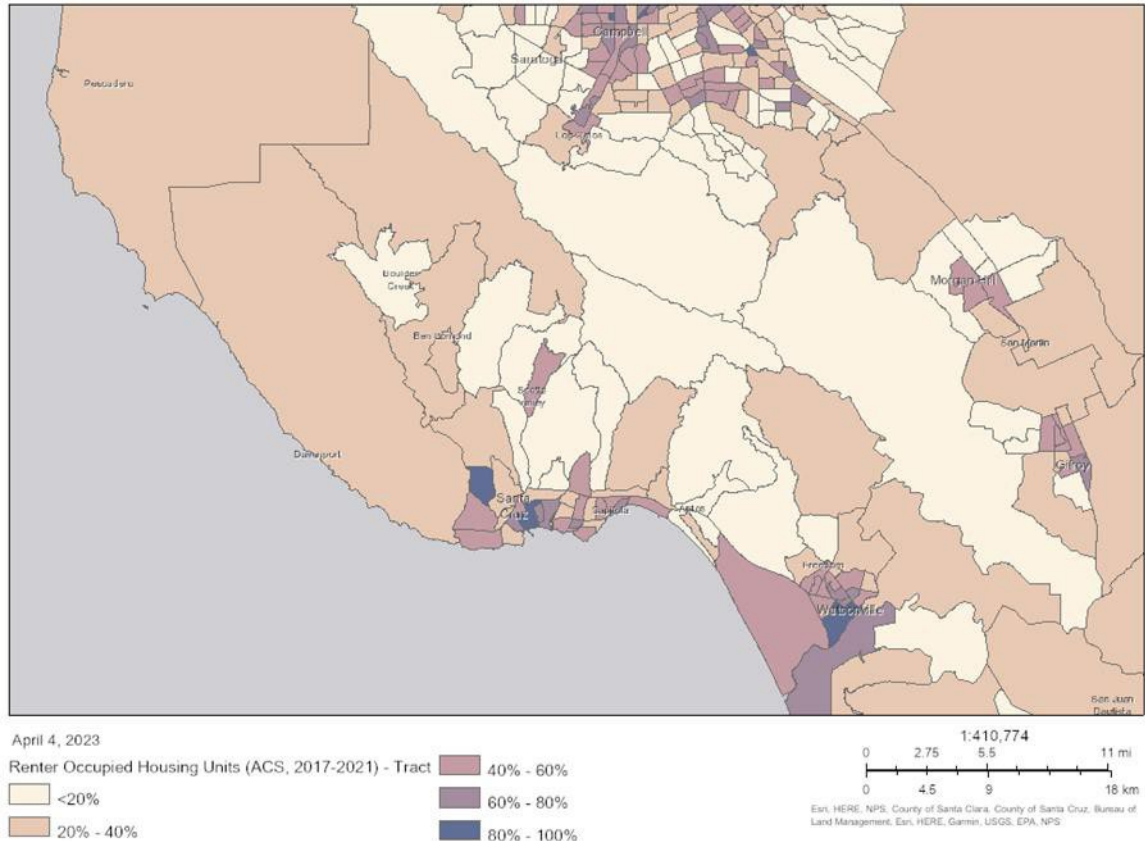 Campbell
Saratoga
Pescadero
Los Gatos
Boulder
Creek
Morgan Hill
Ben Lomond
San Martin
Scotts
Valley
Davenport
Gilroy
Santa
Cruz
Capitola
Aptos
Freedom
Watsonville
San Juan
Bautista
April 4, 2023
1:410,774
Renter Occupied Housing Units (ACS, 2017-2021) - Tract
<20%
20% - 40%
40% - 60%
60% - 80%
80% - 100%
0 2.75 5.5 11 mi
0 4.5 9 18 km
Esri, HERE, NPS, County of Santa Clara, County of Santa Cruz, Bureau of
Land Management, Esri, HERE, Garmin, USGS, EPA, NPS